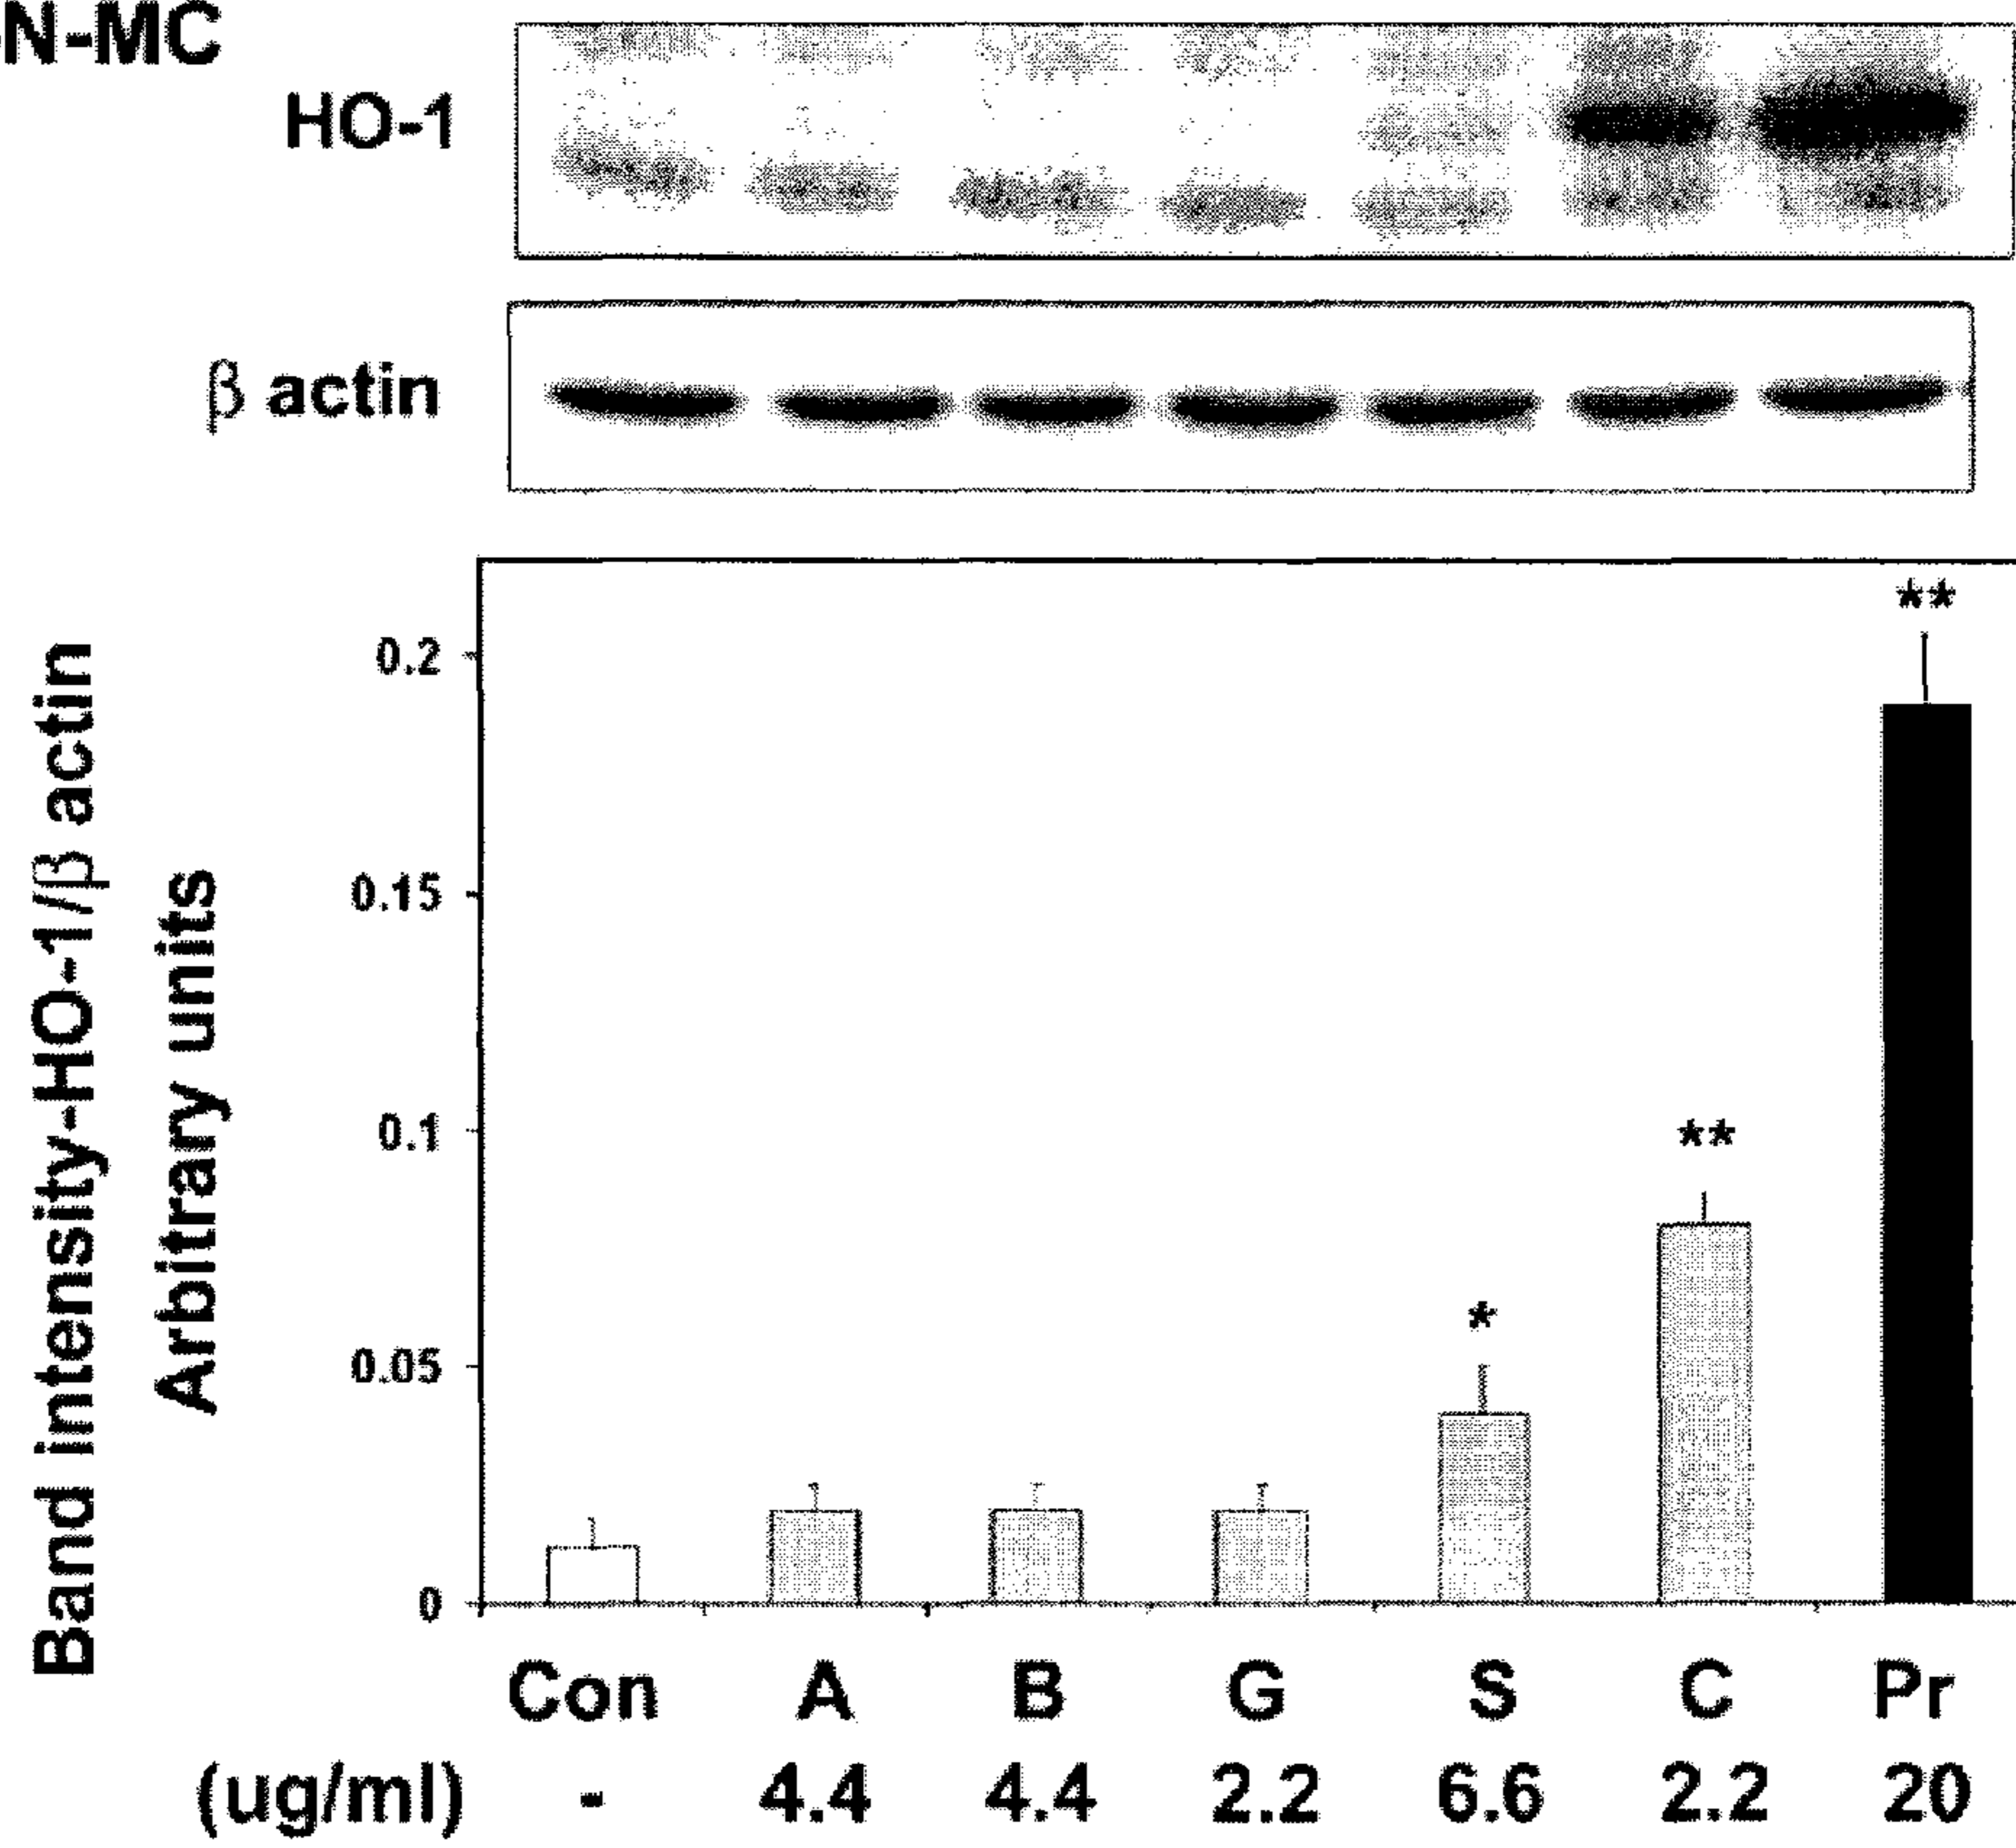 N-MC
HO-1
β actin
**
0.2
0.15
**
0.1
*
0.05
0
Band intensity-HO-1/β actin
Arbitrary units
Con A B G S C Pr
(ug/ml) - 4.4 4.4 2.2 6.6 2.2 20